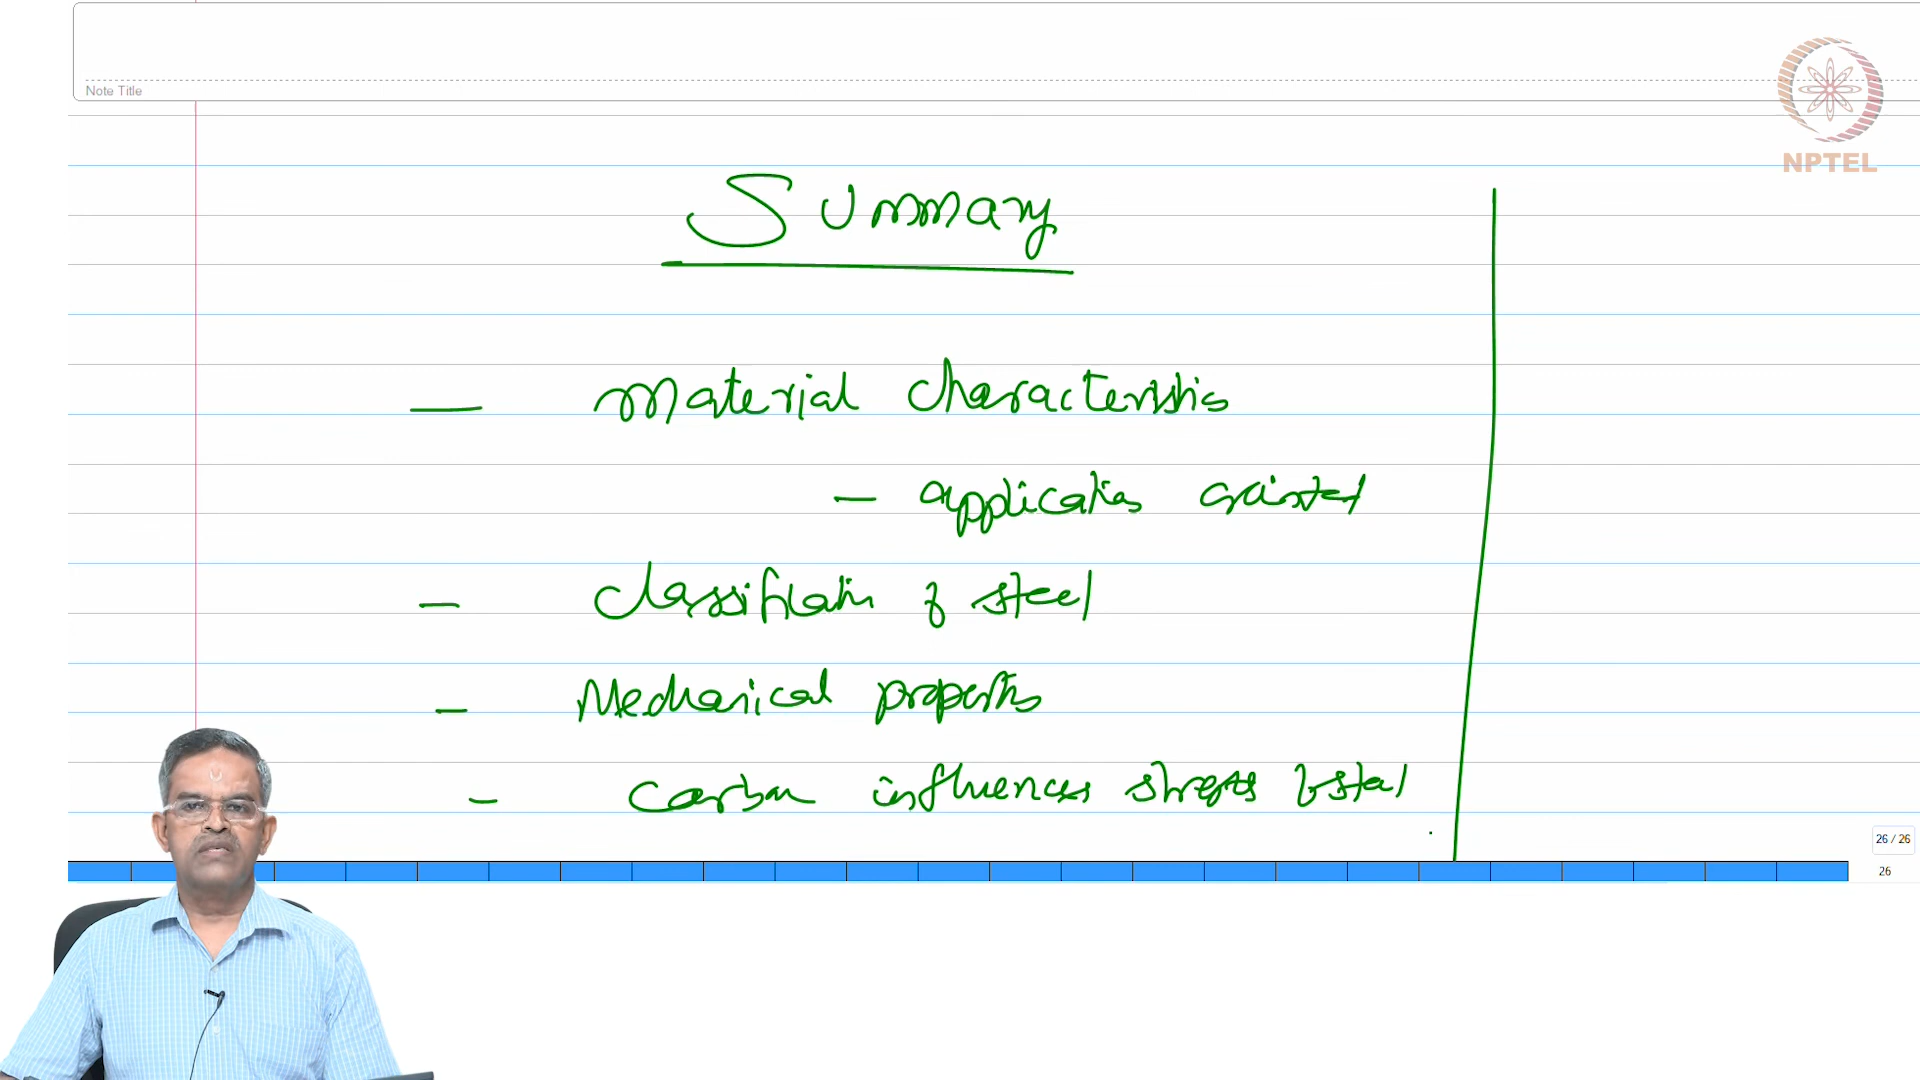 Note Title
NPTEL
Summary
— Material characteristics
— application oriented
— Classification of steel
— Mechanical properties
— Carbon influences strength of steel
26 / 26
26